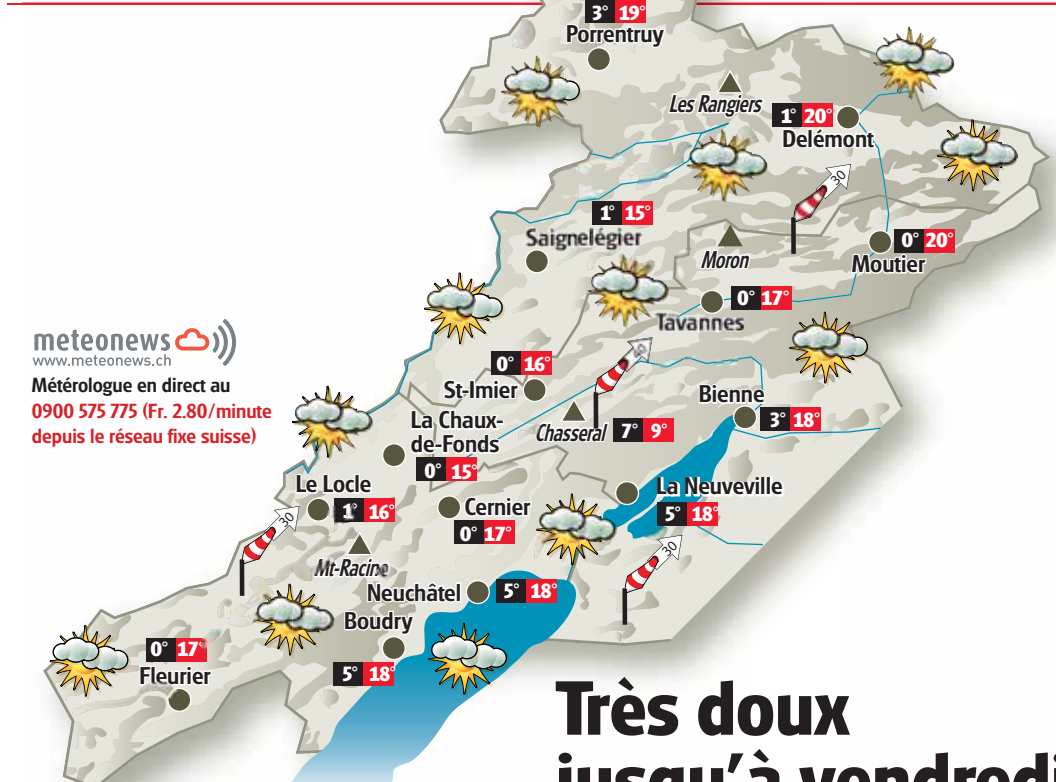 3° 19°
Porrentruy
Les Rangiers
1° 20°
Delémont
30
1° 15°
Saignelégier
Moron
0° 20°
Moutier
0° 17°
Tavannes
meteonews
www.meteonews.ch
Météorologue en direct au
0900 575 775 (Fr. 2.80/minute
depuis le réseau fixe suisse)
0° 16°
St-Imier
Chasseral 7° 9°
Bienne
3° 18°
La Chaux-
de-Fonds
0° 15°
Le Locle
1° 16°
Cernier
0° 17°
La Neuveville
5° 18°
30
Mt-Racine
30
Neuchâtel 5° 18°
Boudry
5° 18°
0° 17°
Fleurier
Très doux
jusqu'à vendredi